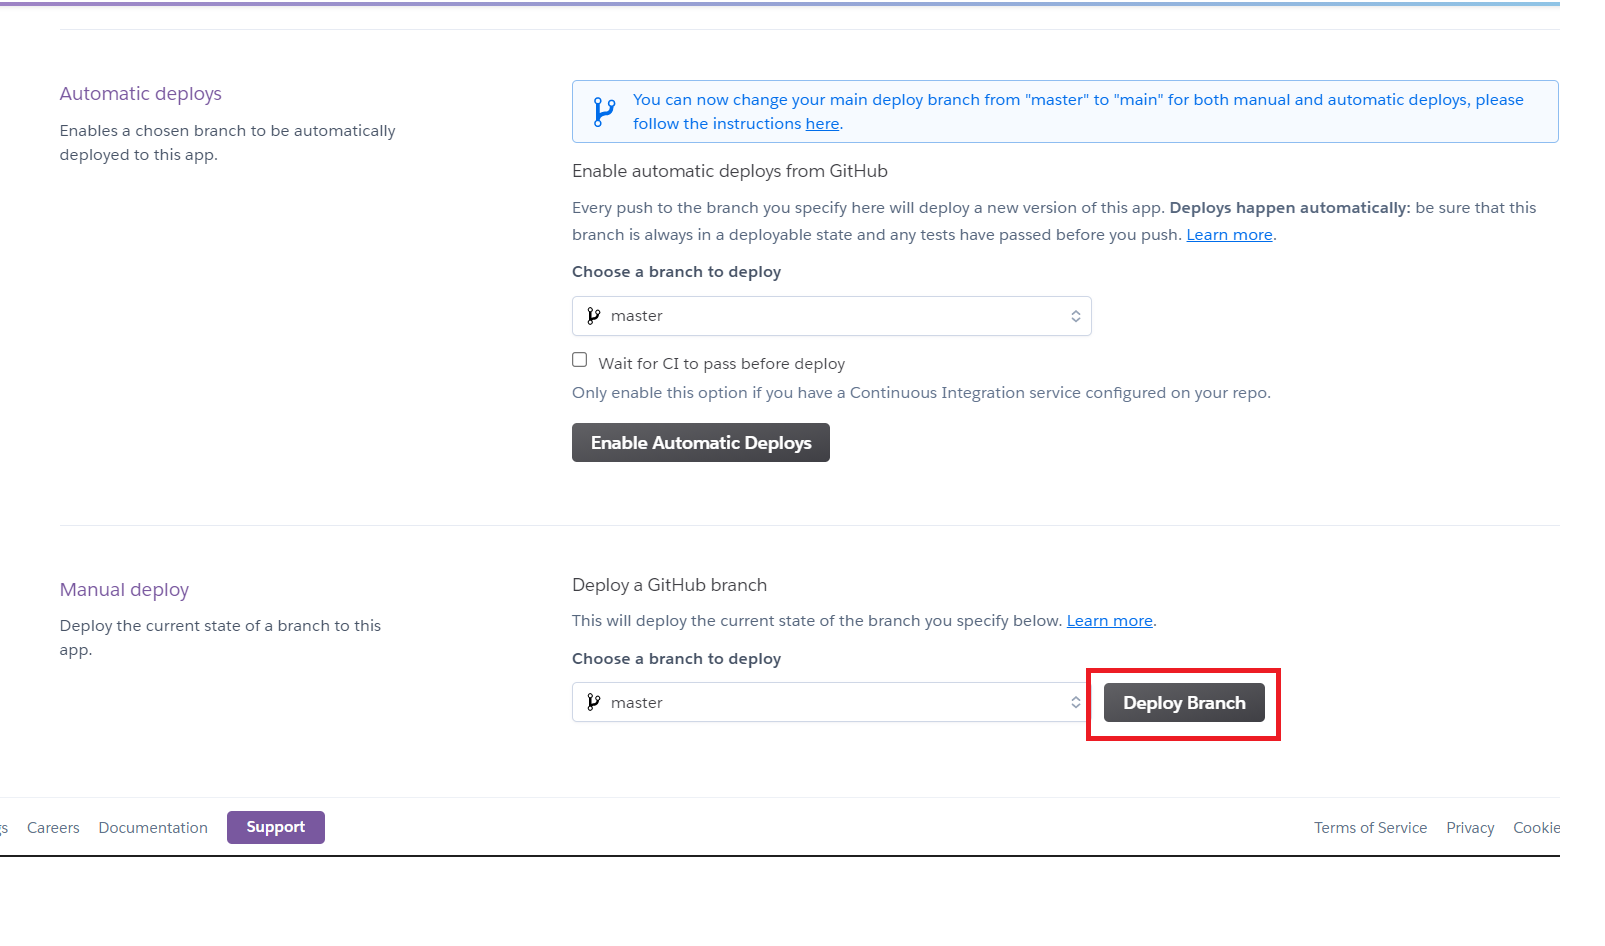 Automatic deploys
Enables a chosen branch to be automatically
deployed to this app.
You can now change your main deploy branch from "master" to "main" for both manual and automatic deploys, please
follow the instructions here.
Enable automatic deploys from GitHub
Every push to the branch you specify here will deploy a new version of this app. Deploys happen automatically: be sure that this
branch is always in a deployable state and any tests have passed before you push. Learn more.
Choose a branch to deploy
master
Wait for CI to pass before deploy
Only enable this option if you have a Continuous Integration service configured on your repo.
Enable Automatic Deploys
Manual deploy
Deploy the current state of a branch to this
app.
Deploy a GitHub branch
This will deploy the current state of the branch you specify below. Learn more.
Choose a branch to deploy
master
Deploy Branch
Careers Documentation Support Terms of Service Privacy Cookie